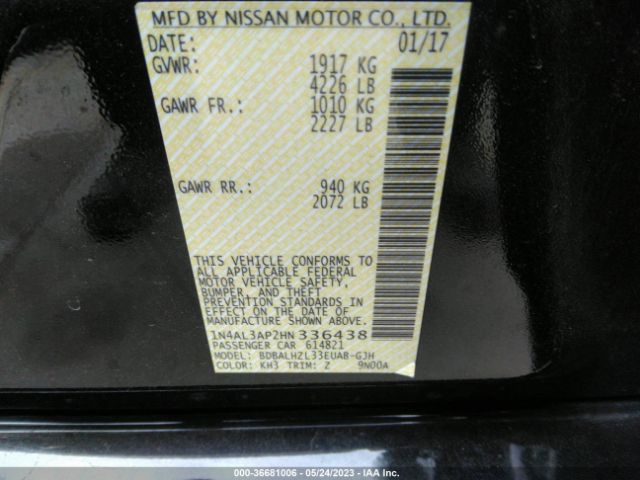 MFD BY NISSAN MOTOR CO., LTD.
DATE: 01/17
GVWR: 1917 KG
4226 LB
GAWR FR.: 1010 KG
2227 LB
GAWR RR.: 940 KG
2072 LB
THIS VEHICLE CONFORMS TO
ALL APPLICABLE FEDERAL
MOTOR VEHICLE SAFETY,
BUMPER, AND THEFT
PREVENTION STANDARDS IN
EFFECT ON THE DATE OF
MANUFACTURE SHOWN ABOVE.
1N4AL3AP2HN336438
PASSENGER CAR 614821
MODEL: BDBALHZL33EUAB-GJH
COLOR: KH3 TRIM: Z 9N00A
000-36681006 - 05/24/2023 - IAA Inc.